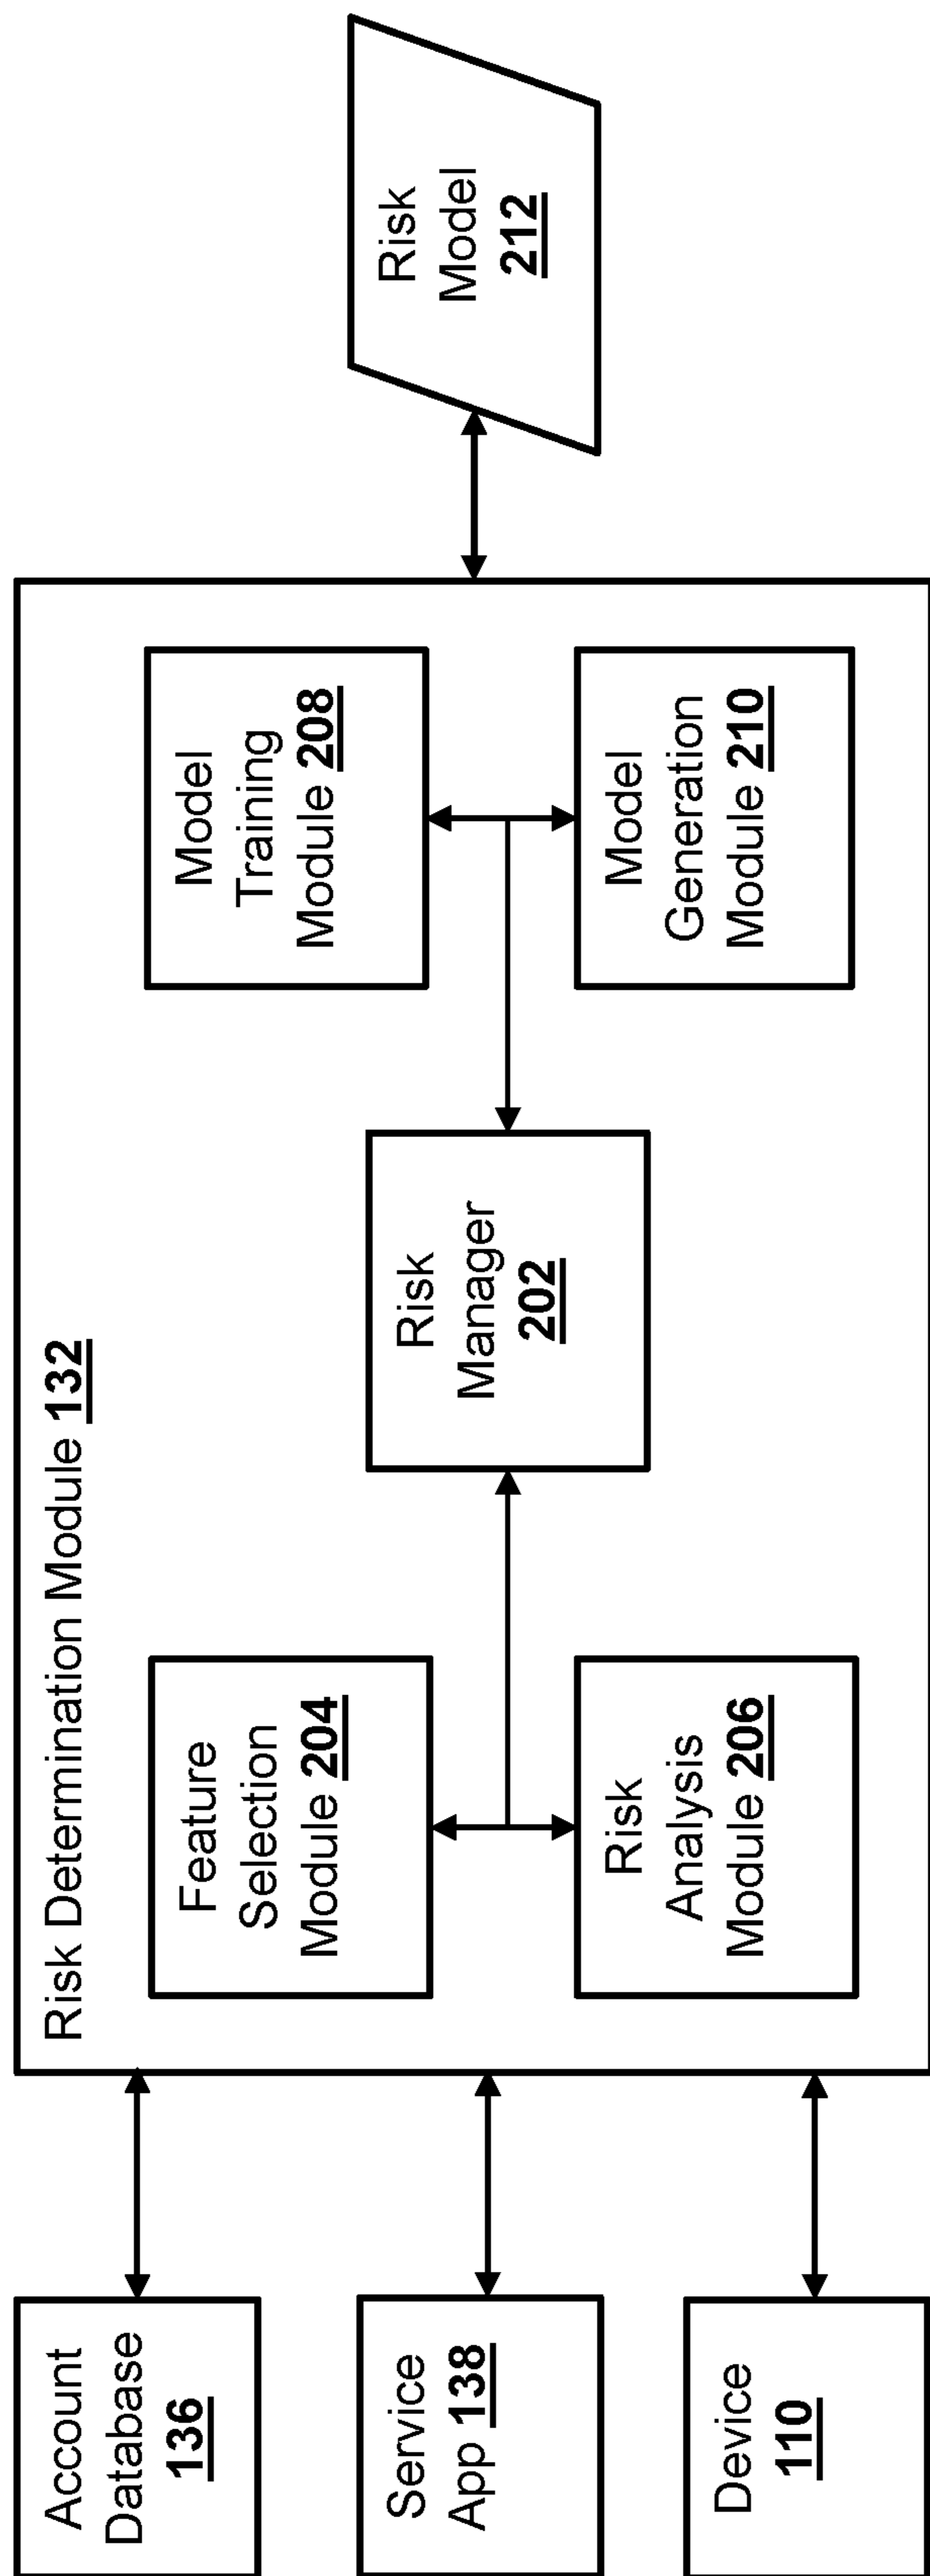 Account
Database
136
Service
App 138
Device
110
Risk Determination Module 132
Feature
Selection
Module 204
Risk
Analysis
Module 206
Risk
Manager
202
Model
Training
Module 208
Model
Generation
Module 210
Risk
Model
212